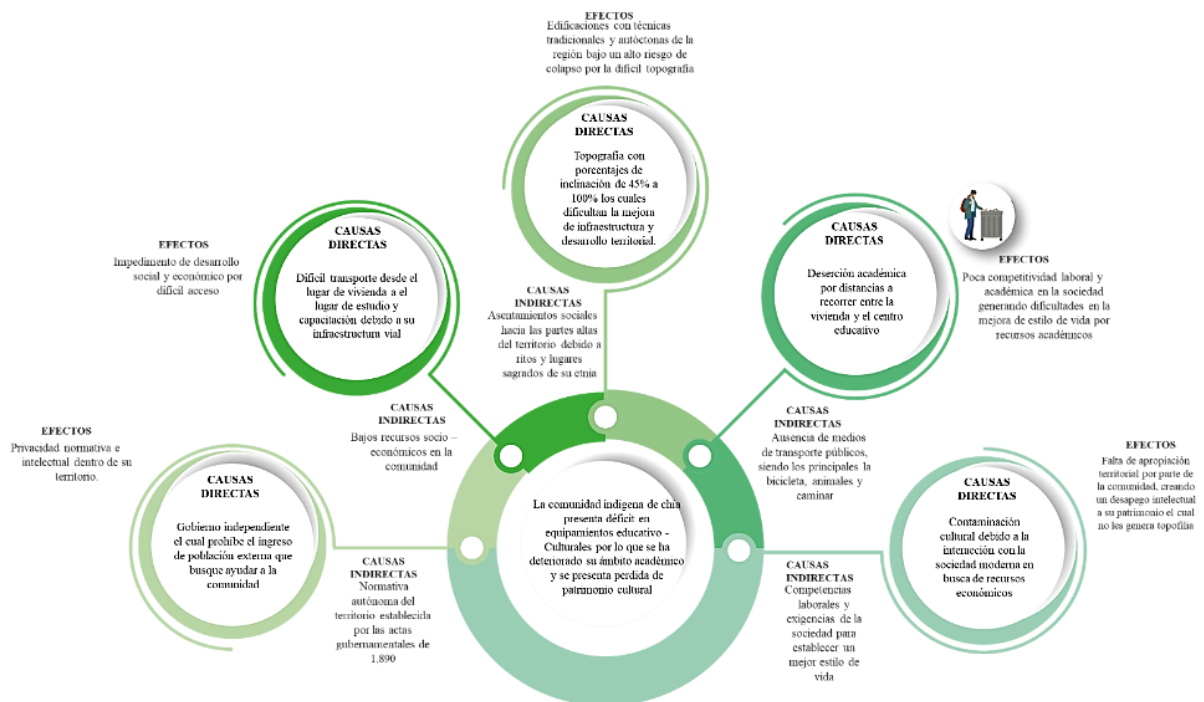 EFECTOS
Edificaciones con técnicas
tradicionales y autóctonas de la
región bajo un alto riesgo de
colapso por la difícil topografía
CAUSAS
DIRECTAS
Topografía con
porcentajes de
inclinación de 45% a
100% los cuales
dificultan la mejora
de infraestructura y
desarrollo territorial.
CAUSAS
INDIRECTAS
Asentamientos sociales
hacia las partes altas
del territorio debido a
ritos y lugares
sagrados de su etnia
EFECTOS
Impedimento de desarrollo
social y económico por
difícil acceso
CAUSAS
DIRECTAS
Difícil transporte desde el
lugar de vivienda a el
lugar de estudio y
capacitación debido a su
infraestructura vial
CAUSAS
INDIRECTAS
Bajos recursos socio –
económicos en la
comunidad
CAUSAS
DIRECTAS
Deserción académica
por distancias a
recorrer entre la
vivienda y el centro
educativo
EFECTOS
Poca competitividad laboral y
académica en la sociedad
generando dificultades en la
mejora de estilo de vida por
recursos académicos
CAUSAS
INDIRECTAS
Ausencia de medios
de transporte públicos,
siendo los principales la
bicicleta, animales y
caminar
EFECTOS
Privacidad normativa e
intelectual dentro de su
territorio.
CAUSAS
DIRECTAS
Gobierno independiente
el cual prohíbe el ingreso
de población externa que
busque ayudar a la
comunidad
CAUSAS
INDIRECTAS
Normativa
autónoma del
territorio establecida
por las actas
gubernamentales de
1.890
La comunidad indígena de chía
presenta déficit en
equipamientos educativo -
Culturales por lo que se ha
deteriorado su ámbito académico
y se presenta perdida de
patrimonio cultural
CAUSAS
INDIRECTAS
Competencias
laborales y
exigencias de la
sociedad para
establecer un
mejor estilo de
vida
CAUSAS
DIRECTAS
Contaminación
cultural debido a la
interacción con la
sociedad moderna en
busca de recursos
económicos
EFECTOS
Falta de apropiación
territorial por parte de
la comunidad, creando
un desapego intelectual
a su patrimonio el cual
no les genera topofilia